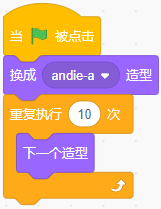 当 被点击
换成 andie-a 造型
重复执行 10 次
下一个造型